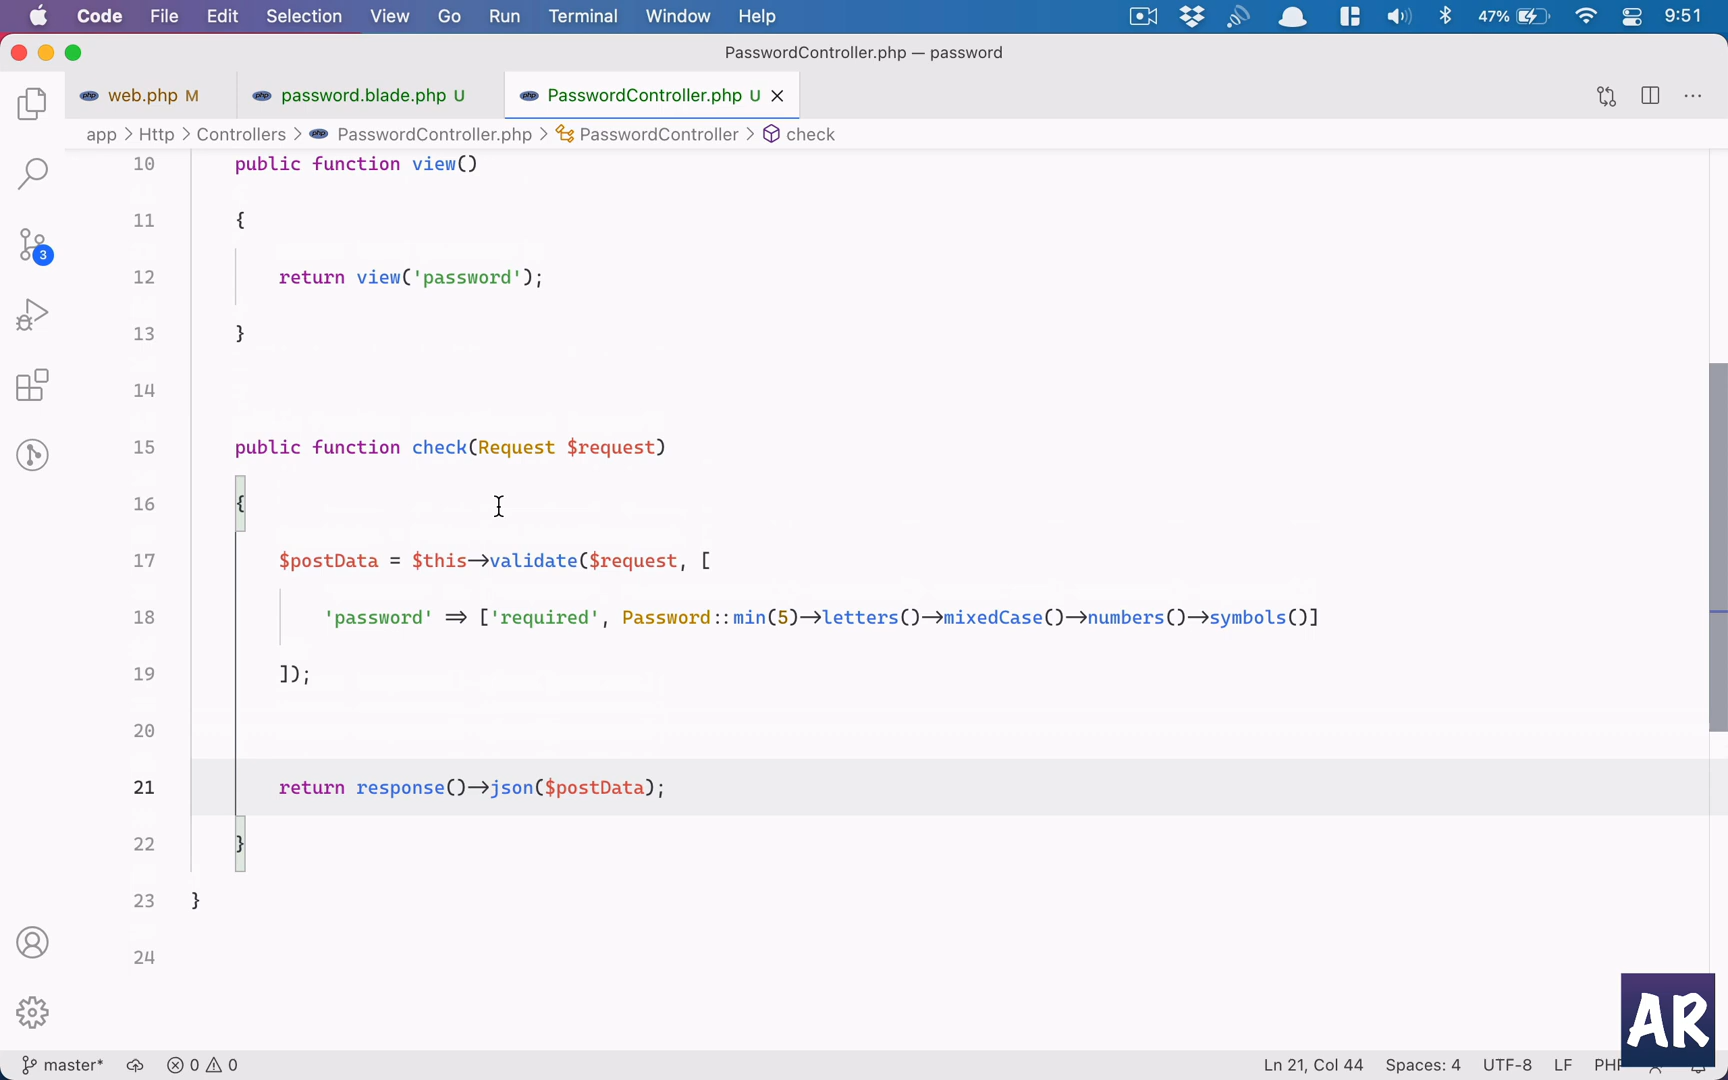 Code File Edit Selection View Go Run Terminal Window Help 47% 9:51
PasswordController.php — password
web.php M password.blade.php U PasswordController.php U
app > Http > Controllers > PasswordController.php > PasswordController > check
10 public function view()
11 {
12 return view('password');
13 }
14
15 public function check(Request $request)
16 {
17 $postData = $this->validate($request, [
18 'password' => ['required', Password::min(5)->letters()->mixedCase()->numbers()->symbols()]
19 ]);
20
21 return response()->json($postData);
22 }
23 }
24
3
AR
master* 0 0 Ln 21, Col 44 Spaces: 4 UTF-8 LF